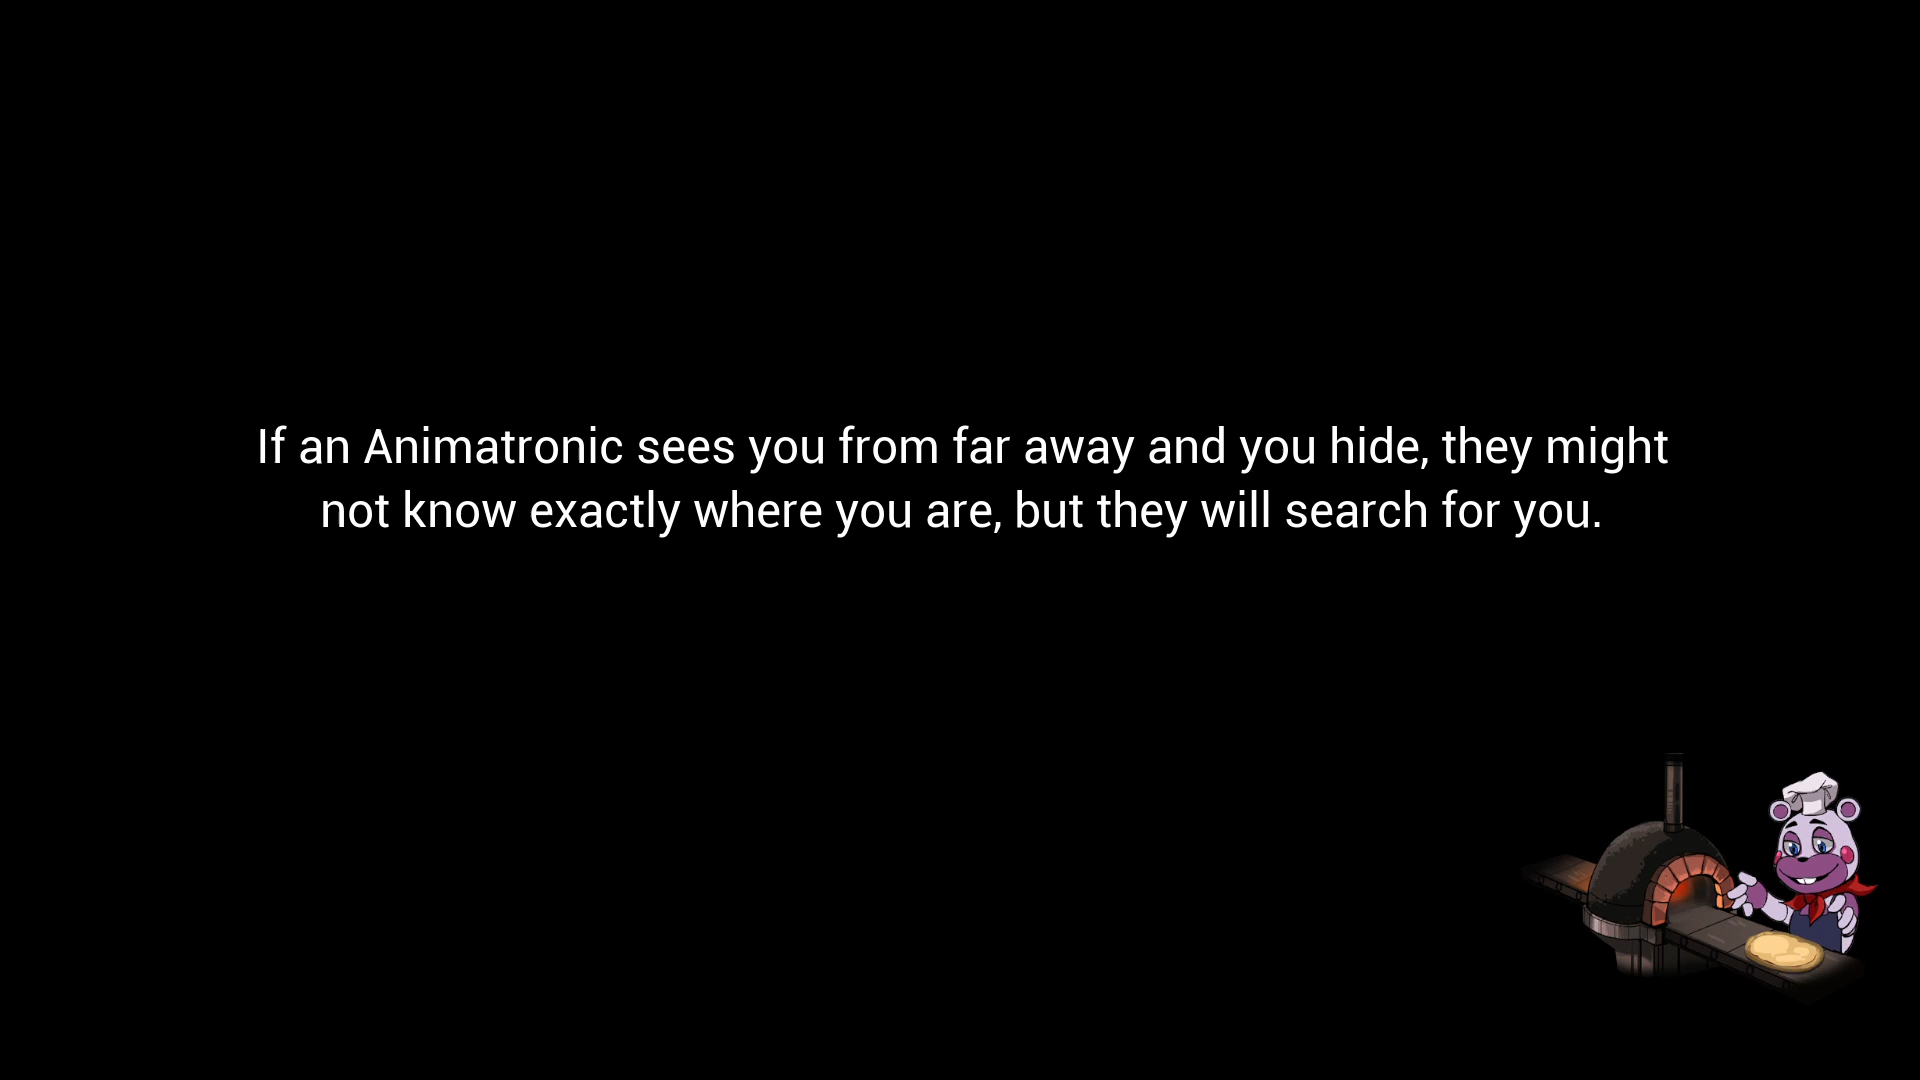 If an Animatronic sees you from far away and you hide, they might
not know exactly where you are, but they will search for you.